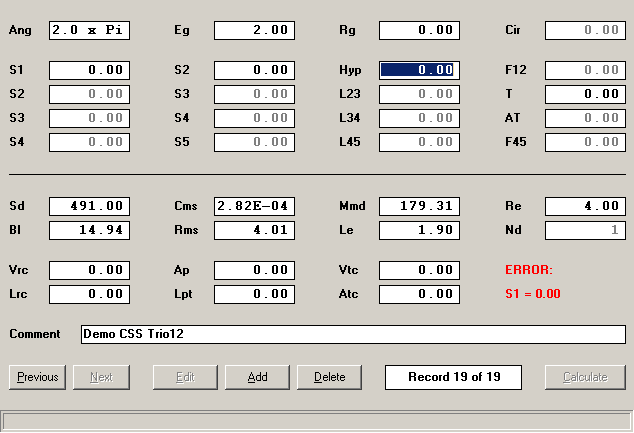 Ang 2.0 x Pi Eg 2.00 Rg 0.00 Cir 0.00
S1 0.00 S2 0.00 Hyp 0.00 F12 0.00
S2 0.00 S3 0.00 L23 0.00 T 0.00
S3 0.00 S4 0.00 L34 0.00 AT 0.00
S4 0.00 S5 0.00 L45 0.00 F45 0.00
Sd 491.00 Cms 2.82E-04 Mmd 179.31 Re 4.00
Bl 14.94 Rms 4.01 Le 1.90 Nd 1
Vrc 0.00 Ap 0.00 Vtc 0.00 ERROR:
Lrc 0.00 Lpt 0.00 Atc 0.00 S1 = 0.00
Comment Demo CSS Trio12
Previous Next Edit Add Delete Record 19 of 19 Calculate